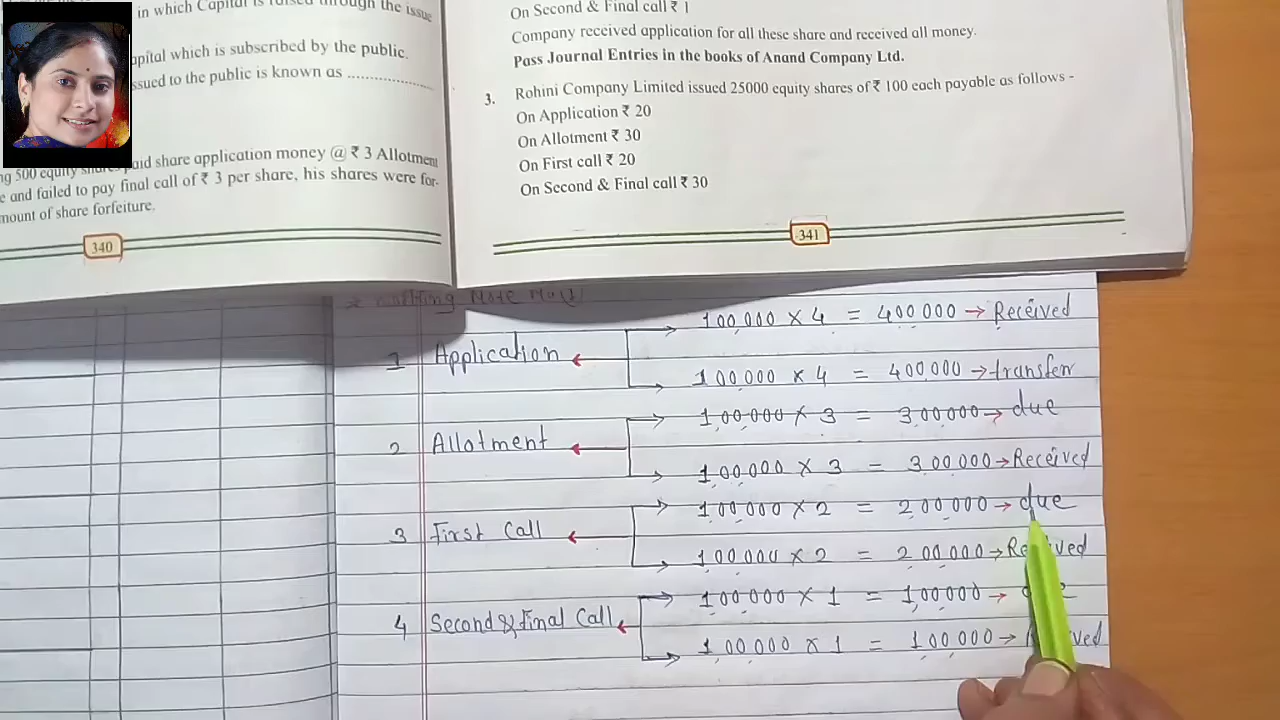 in which Capital is raised through the issue
apital which is subscribed by the public.
ssued to the public is known as ......................
paid share application money @ ₹ 3 Allotment
ng 500 equity shares
e and failed to pay final call of ₹ 3 per share, his shares were for-
mount of share forfeiture.
340
On Second & Final call ₹ 1
Company received application for all these share and received all money.
Pass Journal Entries in the books of Anand Company Ltd.
3. Rohini Company Limited issued 25000 equity shares of ₹ 100 each payable as follows -
On Application ₹ 20
On Allotment ₹ 30
On First call ₹ 20
On Second & Final call ₹ 30
341
1 Application
100,000 × 4 = 400000 → Received
100,000 × 4 = 400,000 → transfer
2 Allotment
1,00,000 × 3 = 3,00,000 → due
1,00,000 × 3 = 3,00,000 → Received
3 First Call
1,00,000 × 2 = 2,00,000 → due
1,00,000 × 2 = 2,00,000 → Received
4 Second & Final Call
1,00,000 × 1 = 1,00,000 →
1,00,000 × 1 = 1,00,000 → Received